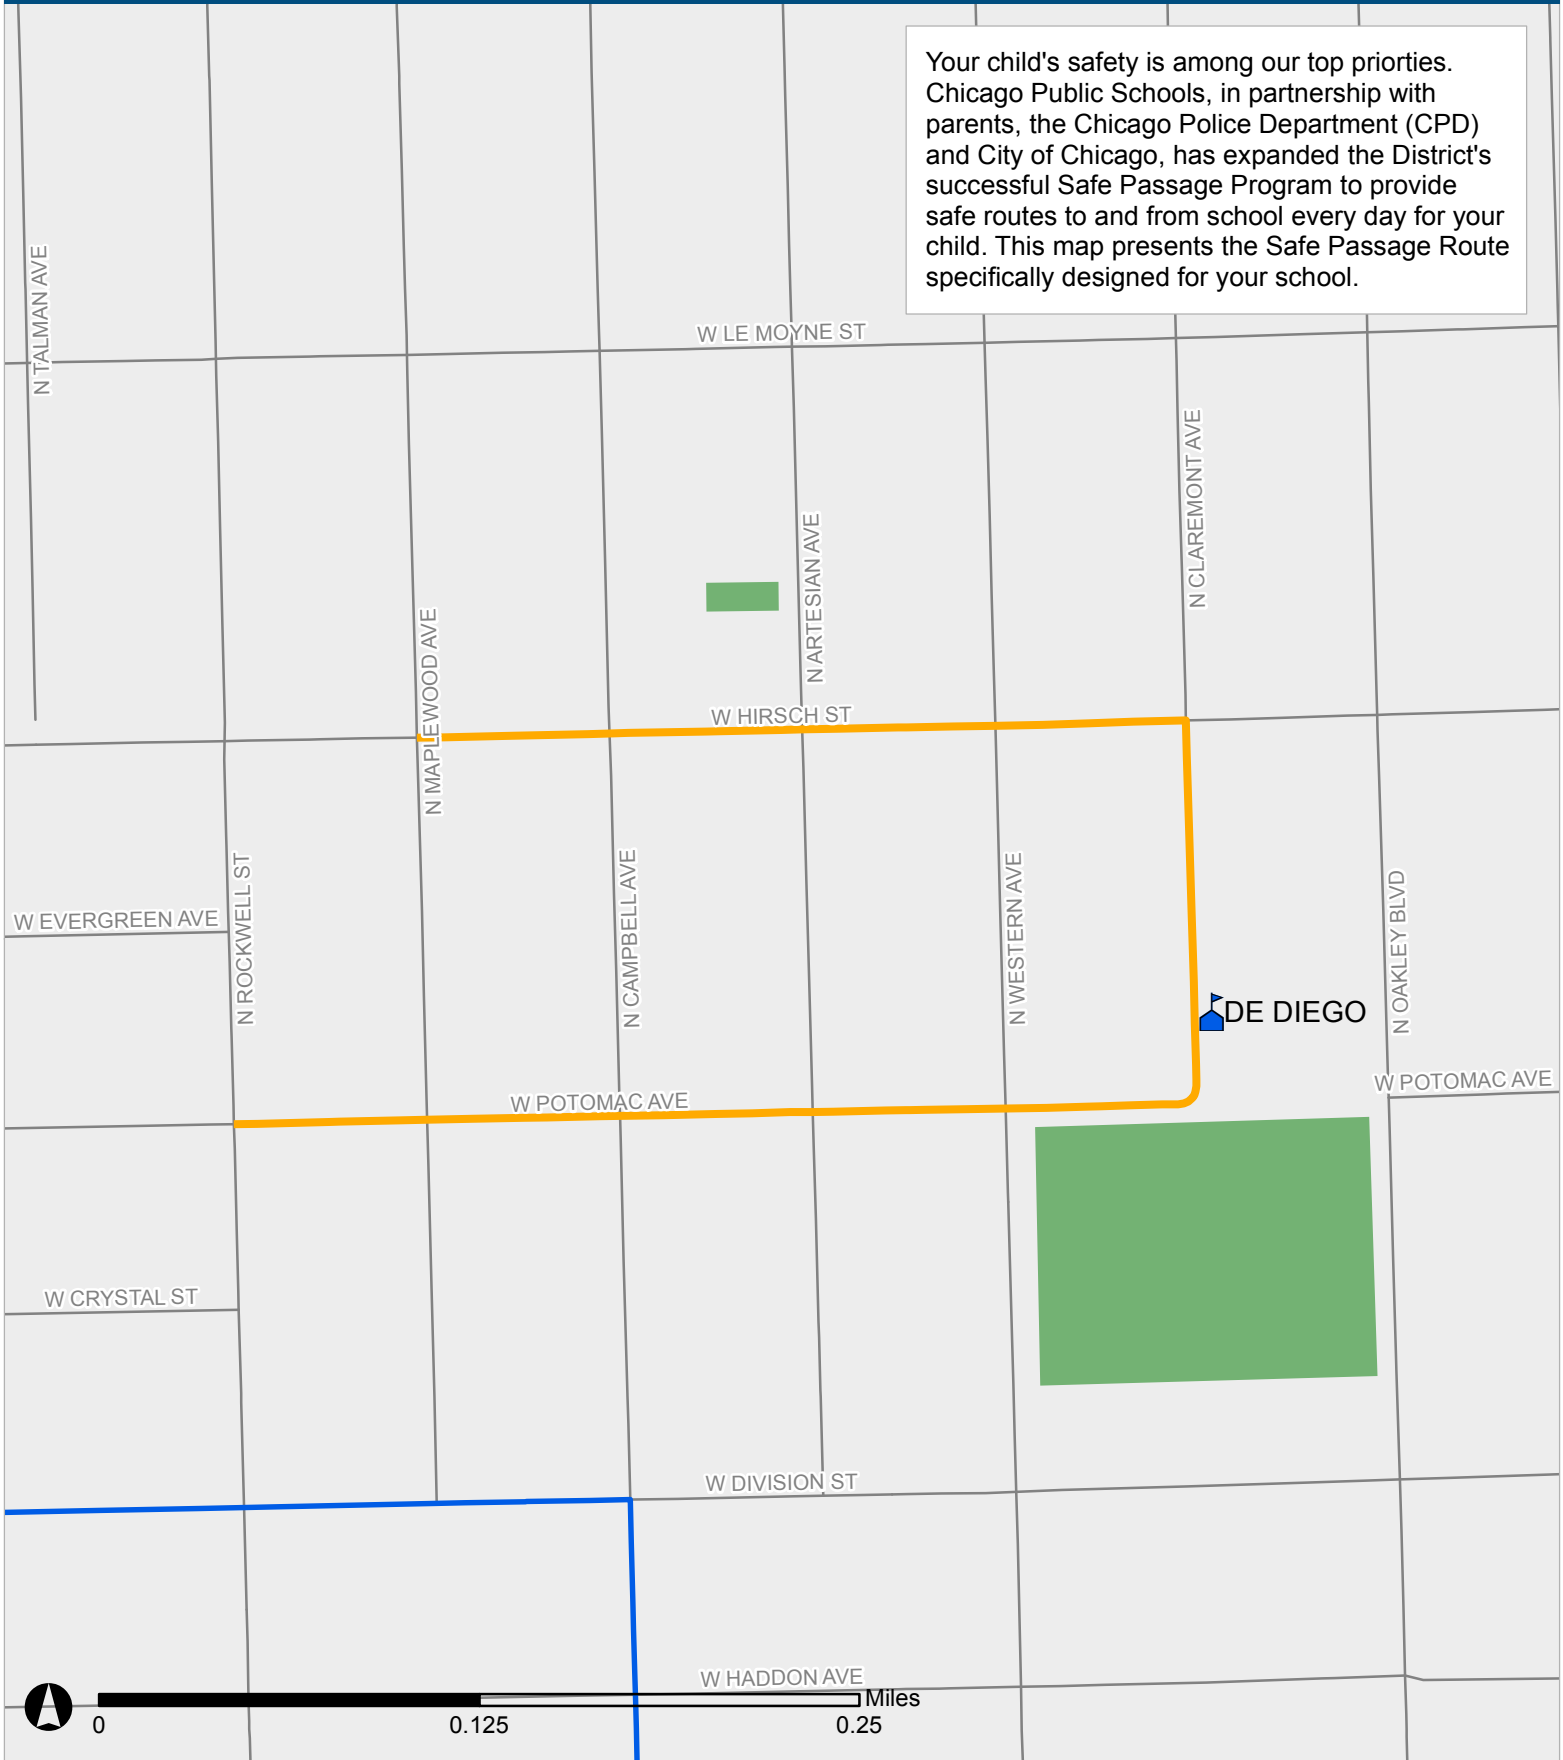 Your child's safety is among our top priorties.
Chicago Public Schools, in partnership with
parents, the Chicago Police Department (CPD)
and City of Chicago, has expanded the District's
successful Safe Passage Program to provide
safe routes to and from school every day for your
child. This map presents the Safe Passage Route
specifically designed for your school.
N TALMAN AVE
W LE MOYNE ST
N CLAREMONT AVE
N ARTESIAN AVE
N MAPLEWOOD AVE
W HIRSCH ST
N ROCKWELL ST
N CAMPBELL AVE
N WESTERN AVE
N OAKLEY BLVD
W EVERGREEN AVE
DE DIEGO
W POTOMAC AVE
W POTOMAC AVE
W CRYSTAL ST
W DIVISION ST
W HADDON AVE
Miles
0
0.125
0.25